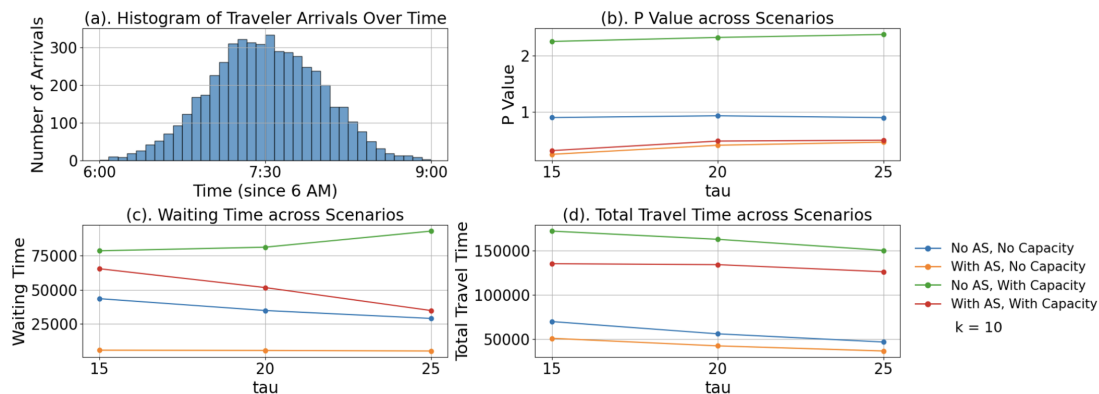 (a). Histogram of Traveler Arrivals Over Time
Number of Arrivals
300
200
100
0
6:00 7:30 9:00
Time (since 6 AM)
(b). P Value across Scenarios
P Value
2
1
15 20 25
tau
(c). Waiting Time across Scenarios
Waiting Time
75000
50000
25000
15 20 25
tau
(d). Total Travel Time across Scenarios
Total Travel Time
150000
100000
50000
15 20 25
tau
No AS, No Capacity
With AS, No Capacity
No AS, With Capacity
With AS, With Capacity
k = 10